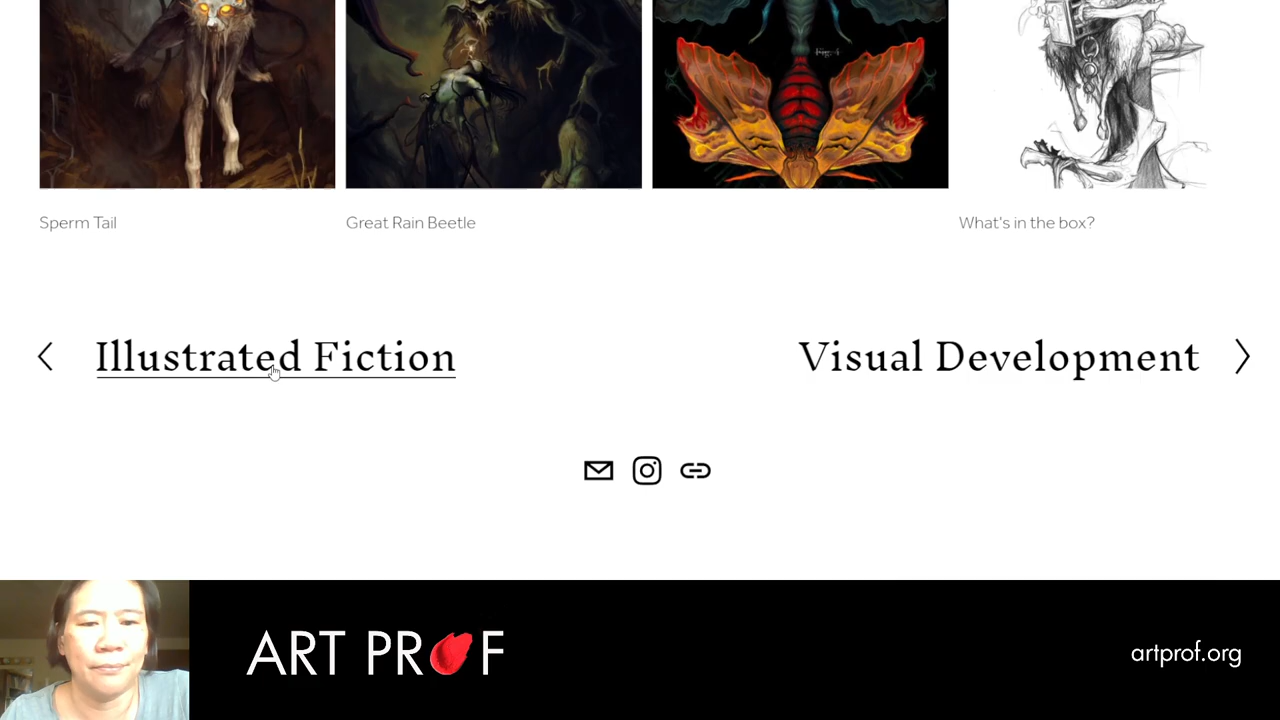 Sperm Tail
Great Rain Beetle
What's in the box?
Illustrated Fiction
Visual Development
ART PROF
artprof.org